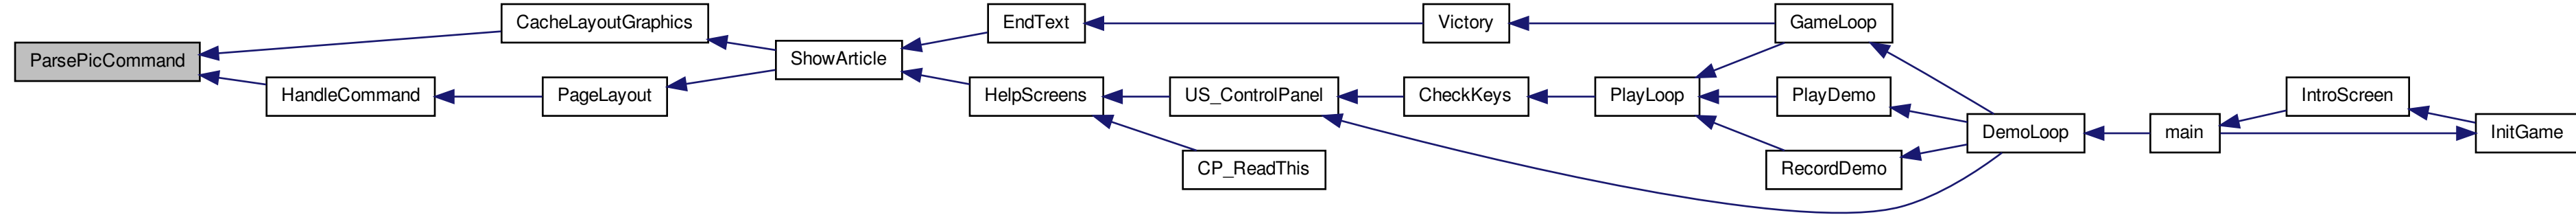 ParsePicCommand
CacheLayoutGraphics
HandleCommand
PageLayout
ShowArticle
EndText
HelpScreens
US_ControlPanel
CP_ReadThis
Victory
CheckKeys
PlayLoop
GameLoop
PlayDemo
RecordDemo
DemoLoop
main
IntroScreen
InitGame